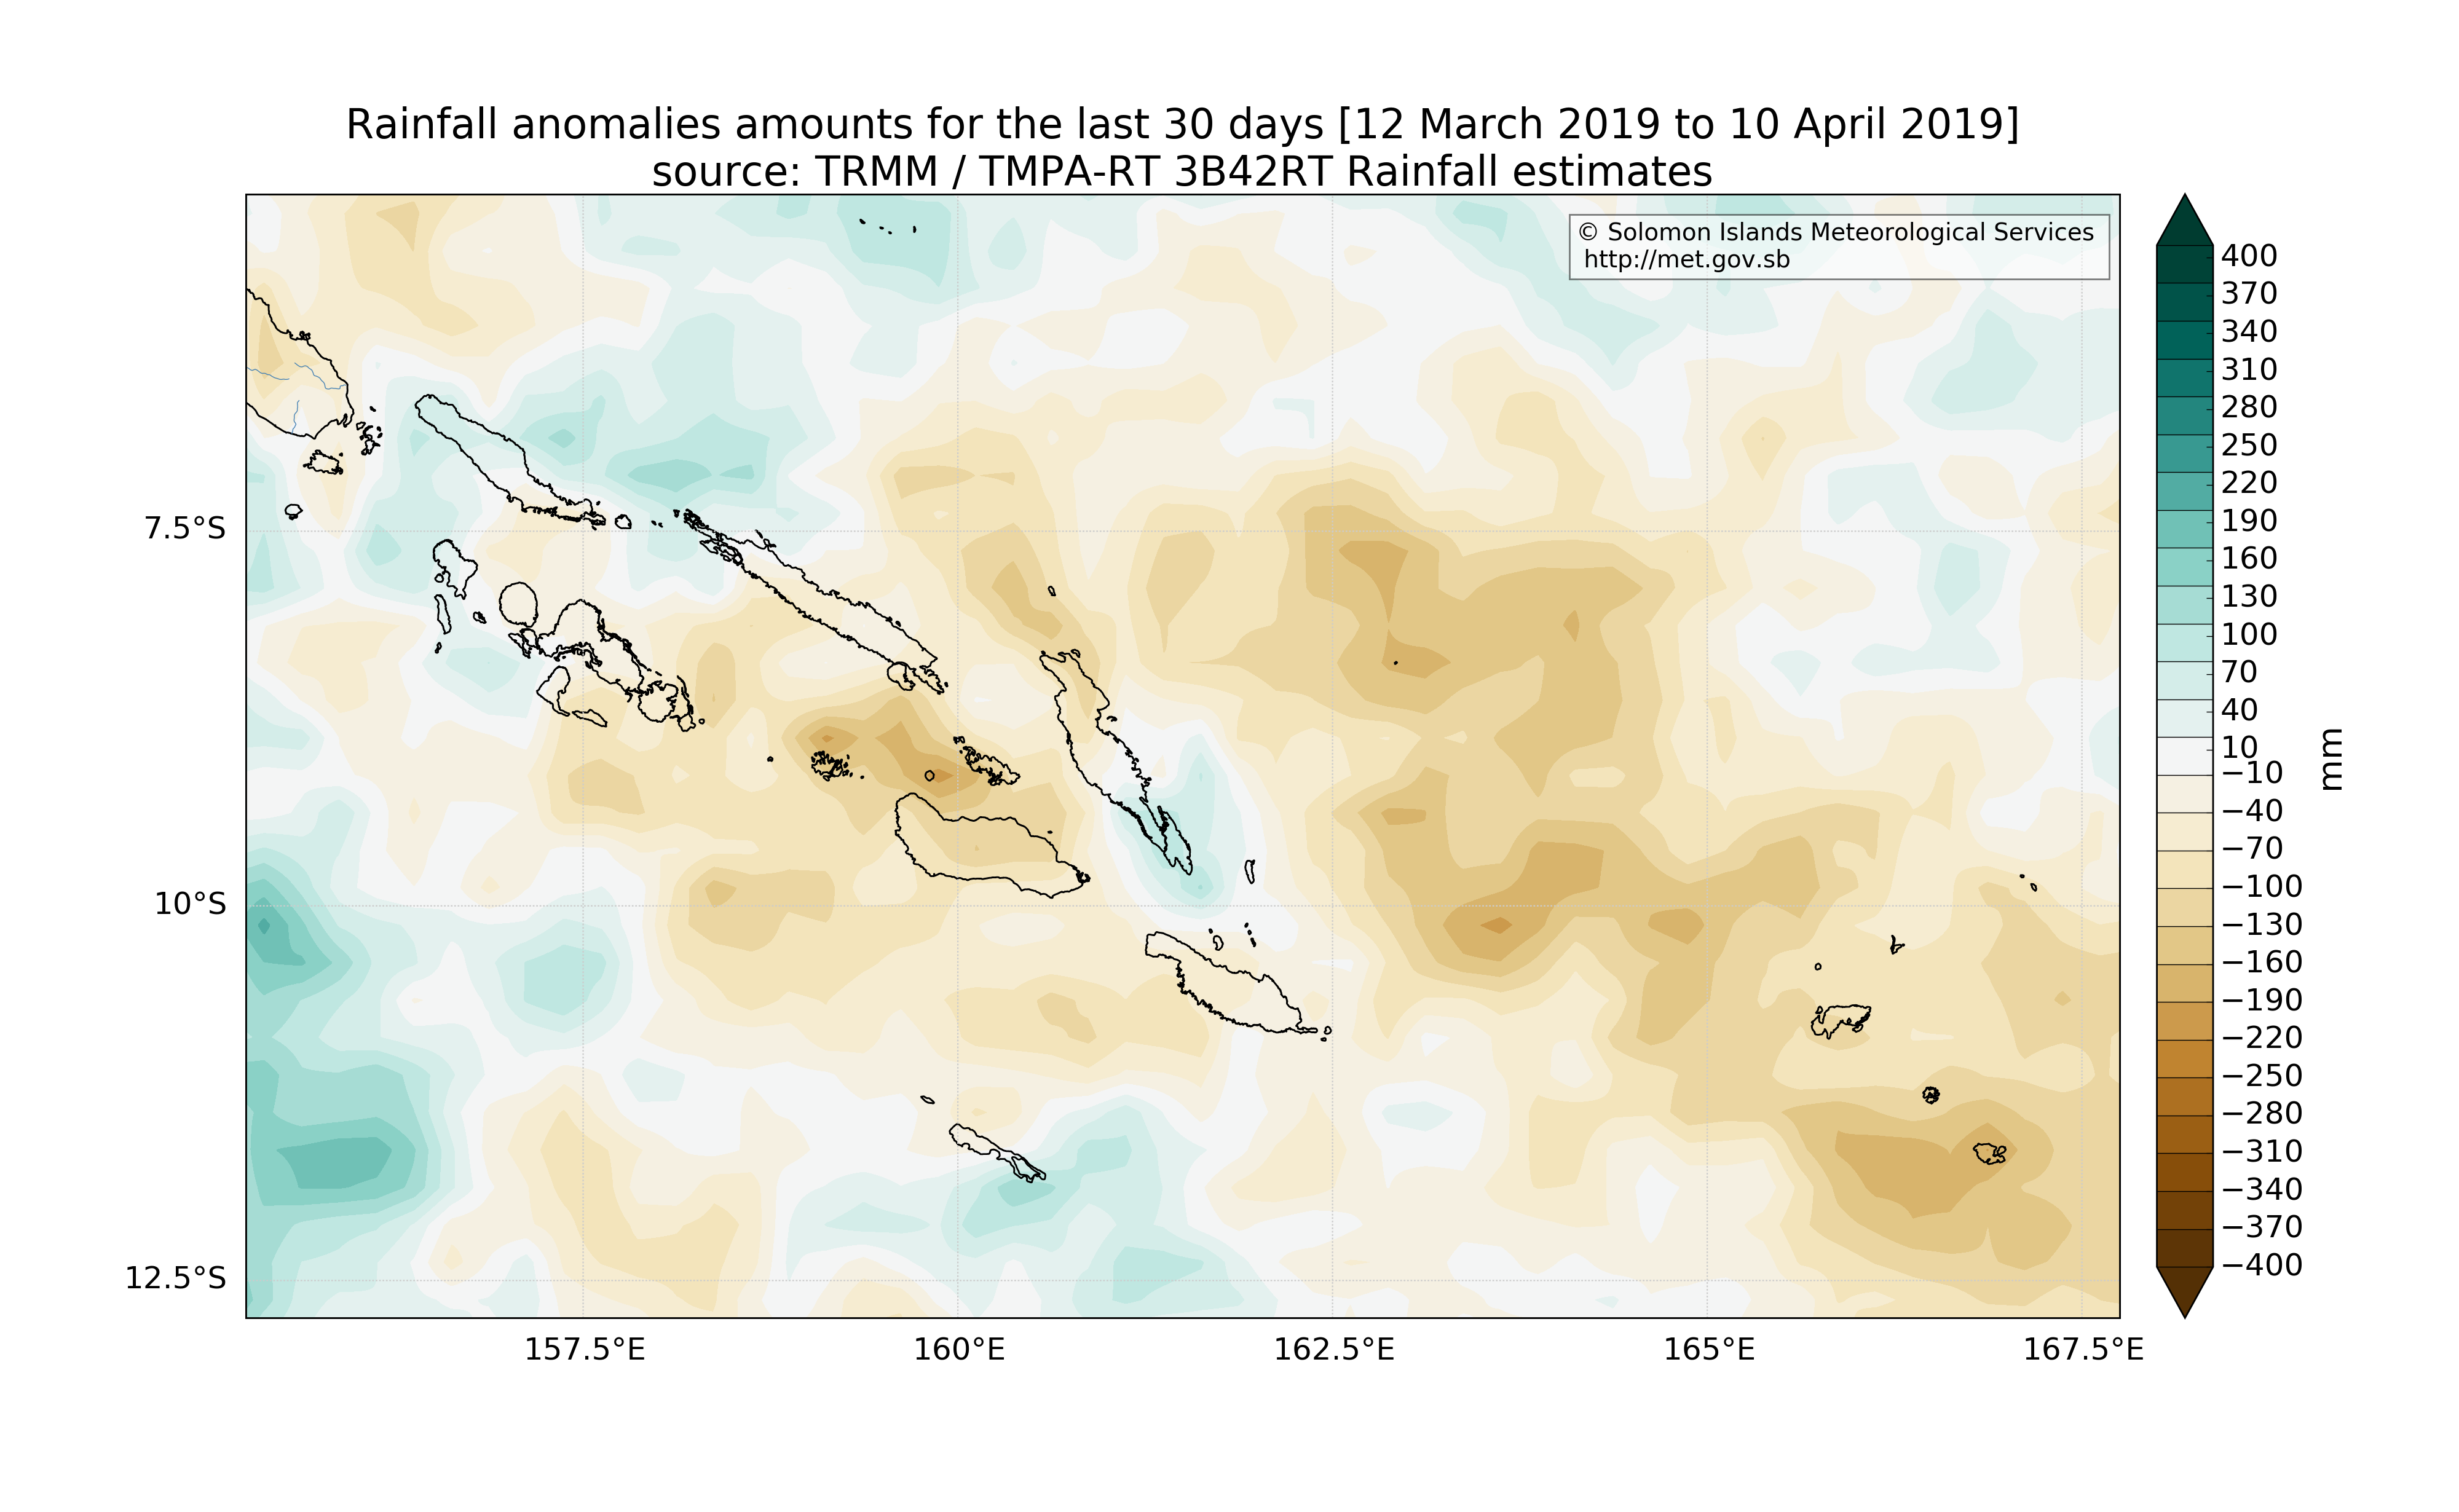 Rainfall anomalies amounts for the last 30 days [12 March 2019 to 10 April 2019]
source: TRMM / TMPA-RT 3B42RT Rainfall estimates
© Solomon Islands Meteorological Services
http://met.gov.sb
7.5°S
10°S
12.5°S
157.5°E
160°E
162.5°E
165°E
167.5°E
400
370
340
310
280
250
220
190
160
130
100
70
40
10
−10
−40
−70
−100
−130
−160
−190
−220
−250
−280
−310
−340
−370
−400
mm